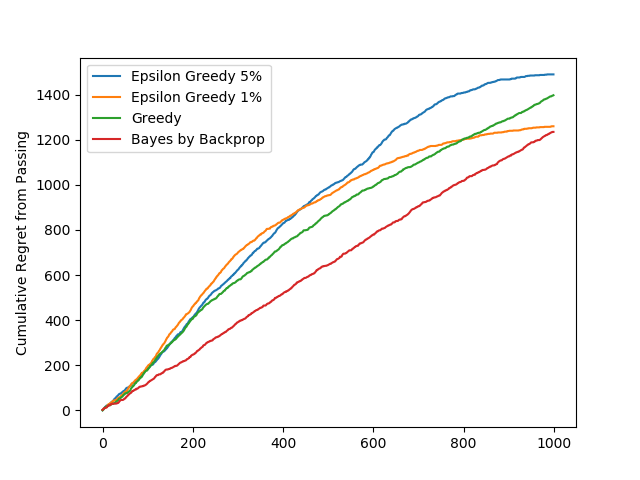 Epsilon Greedy 5%
Epsilon Greedy 1%
Greedy
Bayes by Backprop
Cumulative Regret from Passing
1400
1200
1000
800
600
400
200
0
0 200 400 600 800 1000